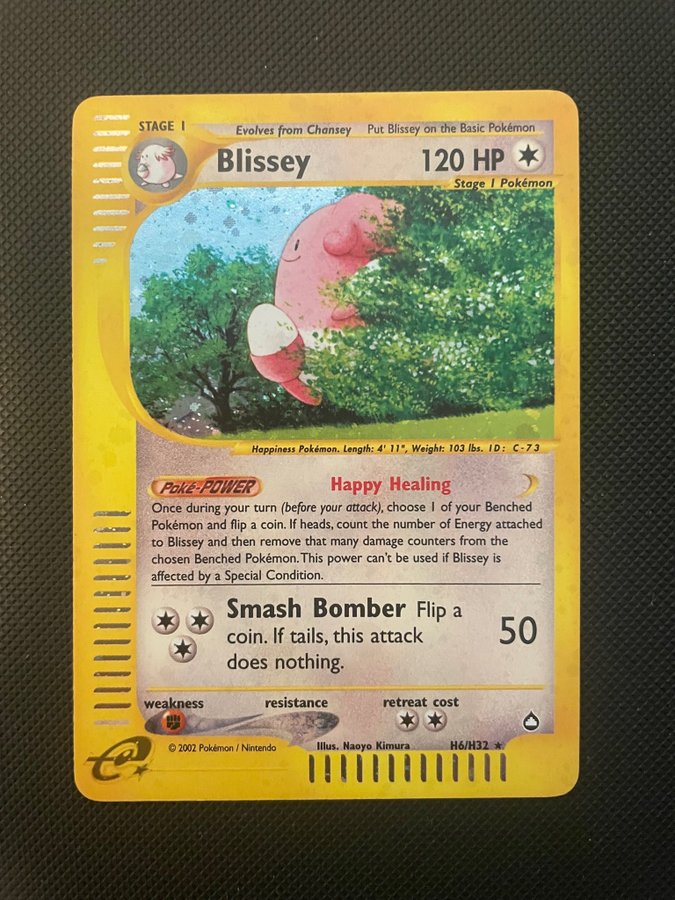 STAGE 1
Evolves from Chansey Put Blissey on the Basic Pokémon
Blissey 120 HP
Stage 1 Pokémon
Happiness Pokémon. Length: 4' 11", Weight: 103 lbs. ID: C-73
Poké-POWER Happy Healing
Once during your turn (before your attack), choose 1 of your Benched
Pokémon and flip a coin. If heads, count the number of Energy attached
to Blissey and then remove that many damage counters from the
chosen Benched Pokémon. This power can't be used if Blissey is
affected by a Special Condition.
Smash Bomber Flip a
coin. If tails, this attack
does nothing.
50
weakness resistance retreat cost
© 2002 Pokémon / Nintendo
Illus. Naoyo Kimura H6/H32
e